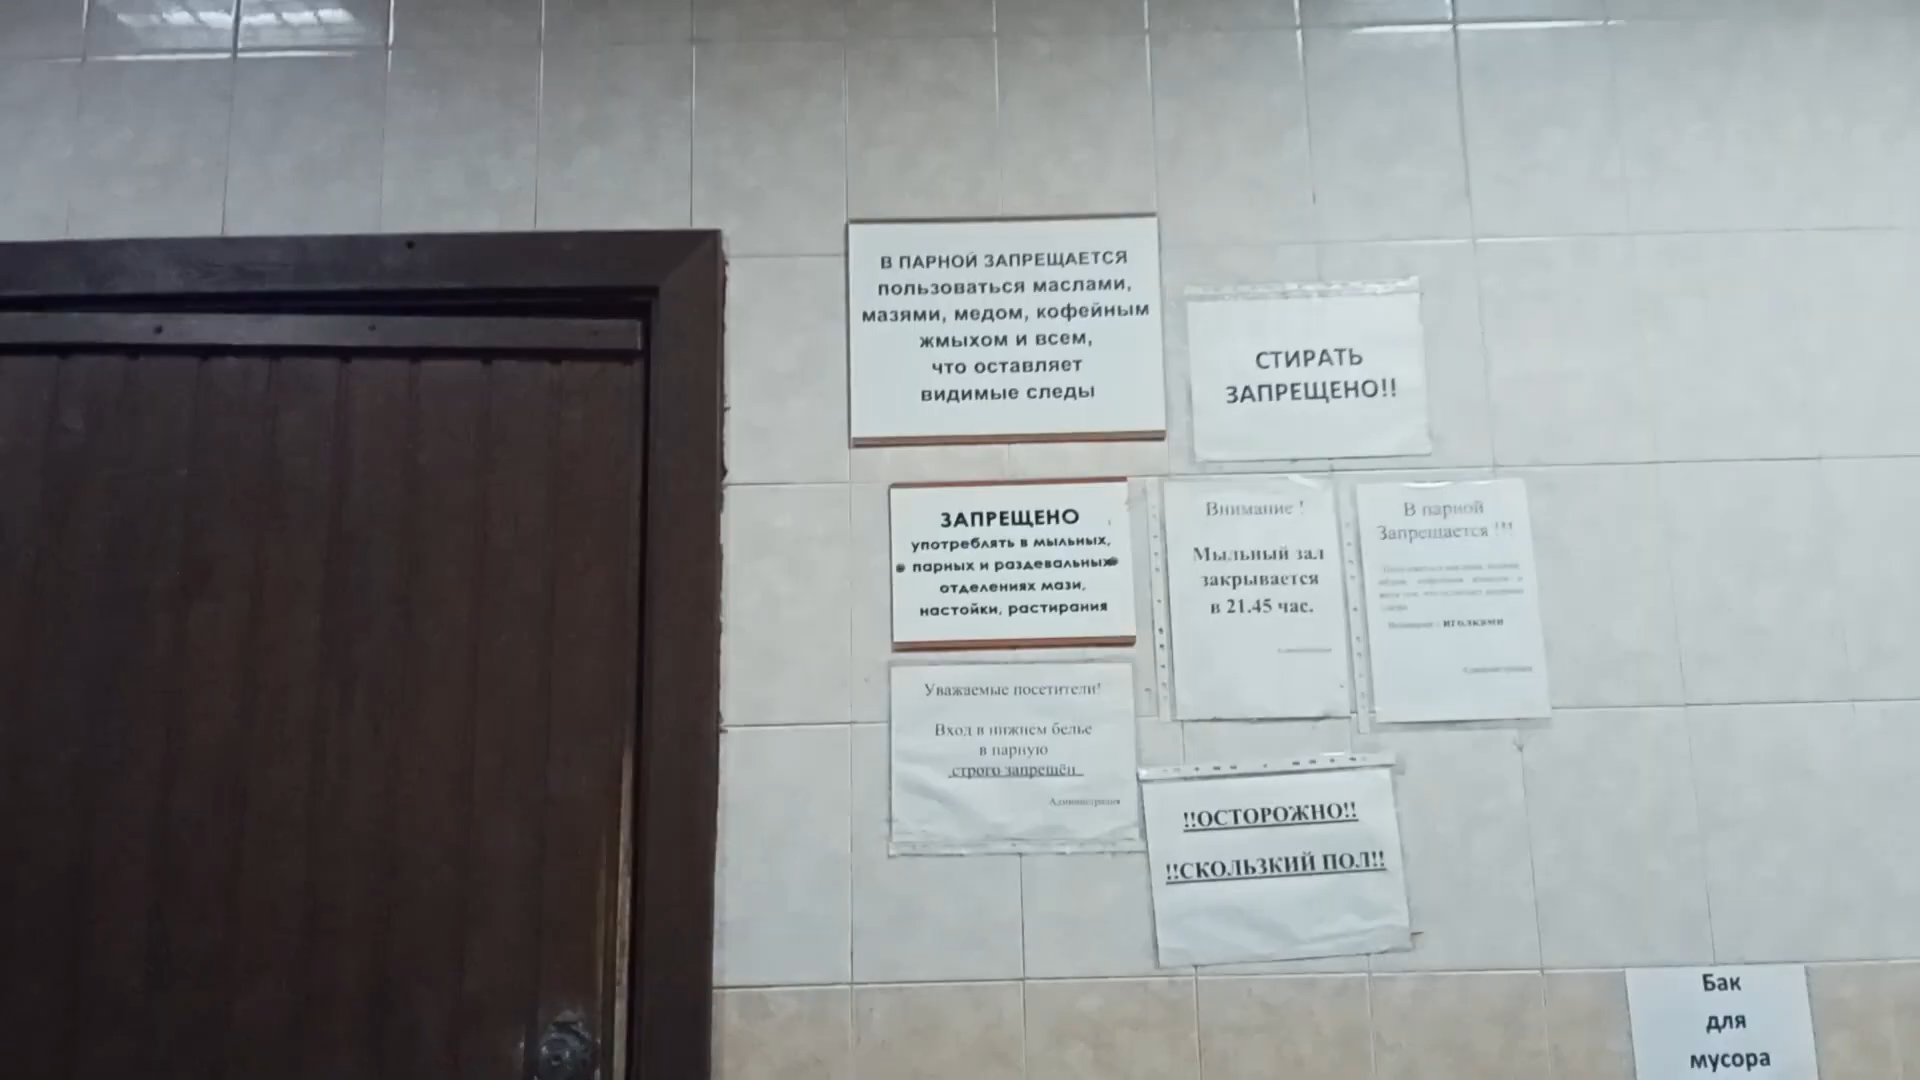 В ПАРНОЙ ЗАПРЕЩАЕТСЯ
пользоваться маслами,
мазями, медом, кофейным
жмыхом и всем,
что оставляет
видимые следы
СТИРАТЬ
ЗАПРЕЩЕНО!!
ЗАПРЕЩЕНО
употреблять в мыльных,
парных и раздевальных
отделениях мази,
настойки, растирания
Внимание !
Мыльный зал
закрывается
в 21.45 час.
Администрация
В парной
Запрещается !!!
иголками
Администрация
Уважаемые посетители!
Вход в нижнем белье
в парную
строго запрещён
Администрация
!!ОСТОРОЖНО!!
!!СКОЛЬЗКИЙ ПОЛ!!
Бак
для
мусора